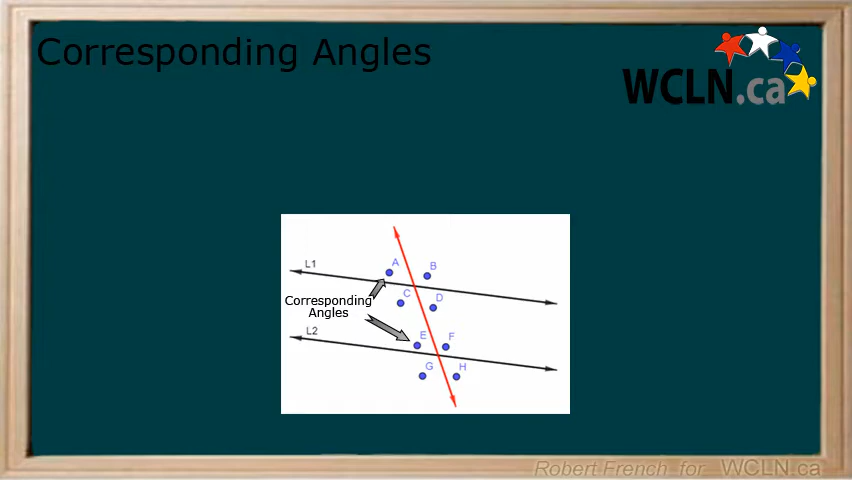 Corresponding Angles
WCLN.ca
L1
A
B
C
D
Corresponding
Angles
L2
E
F
G
H
Robert French for WCLN.ca